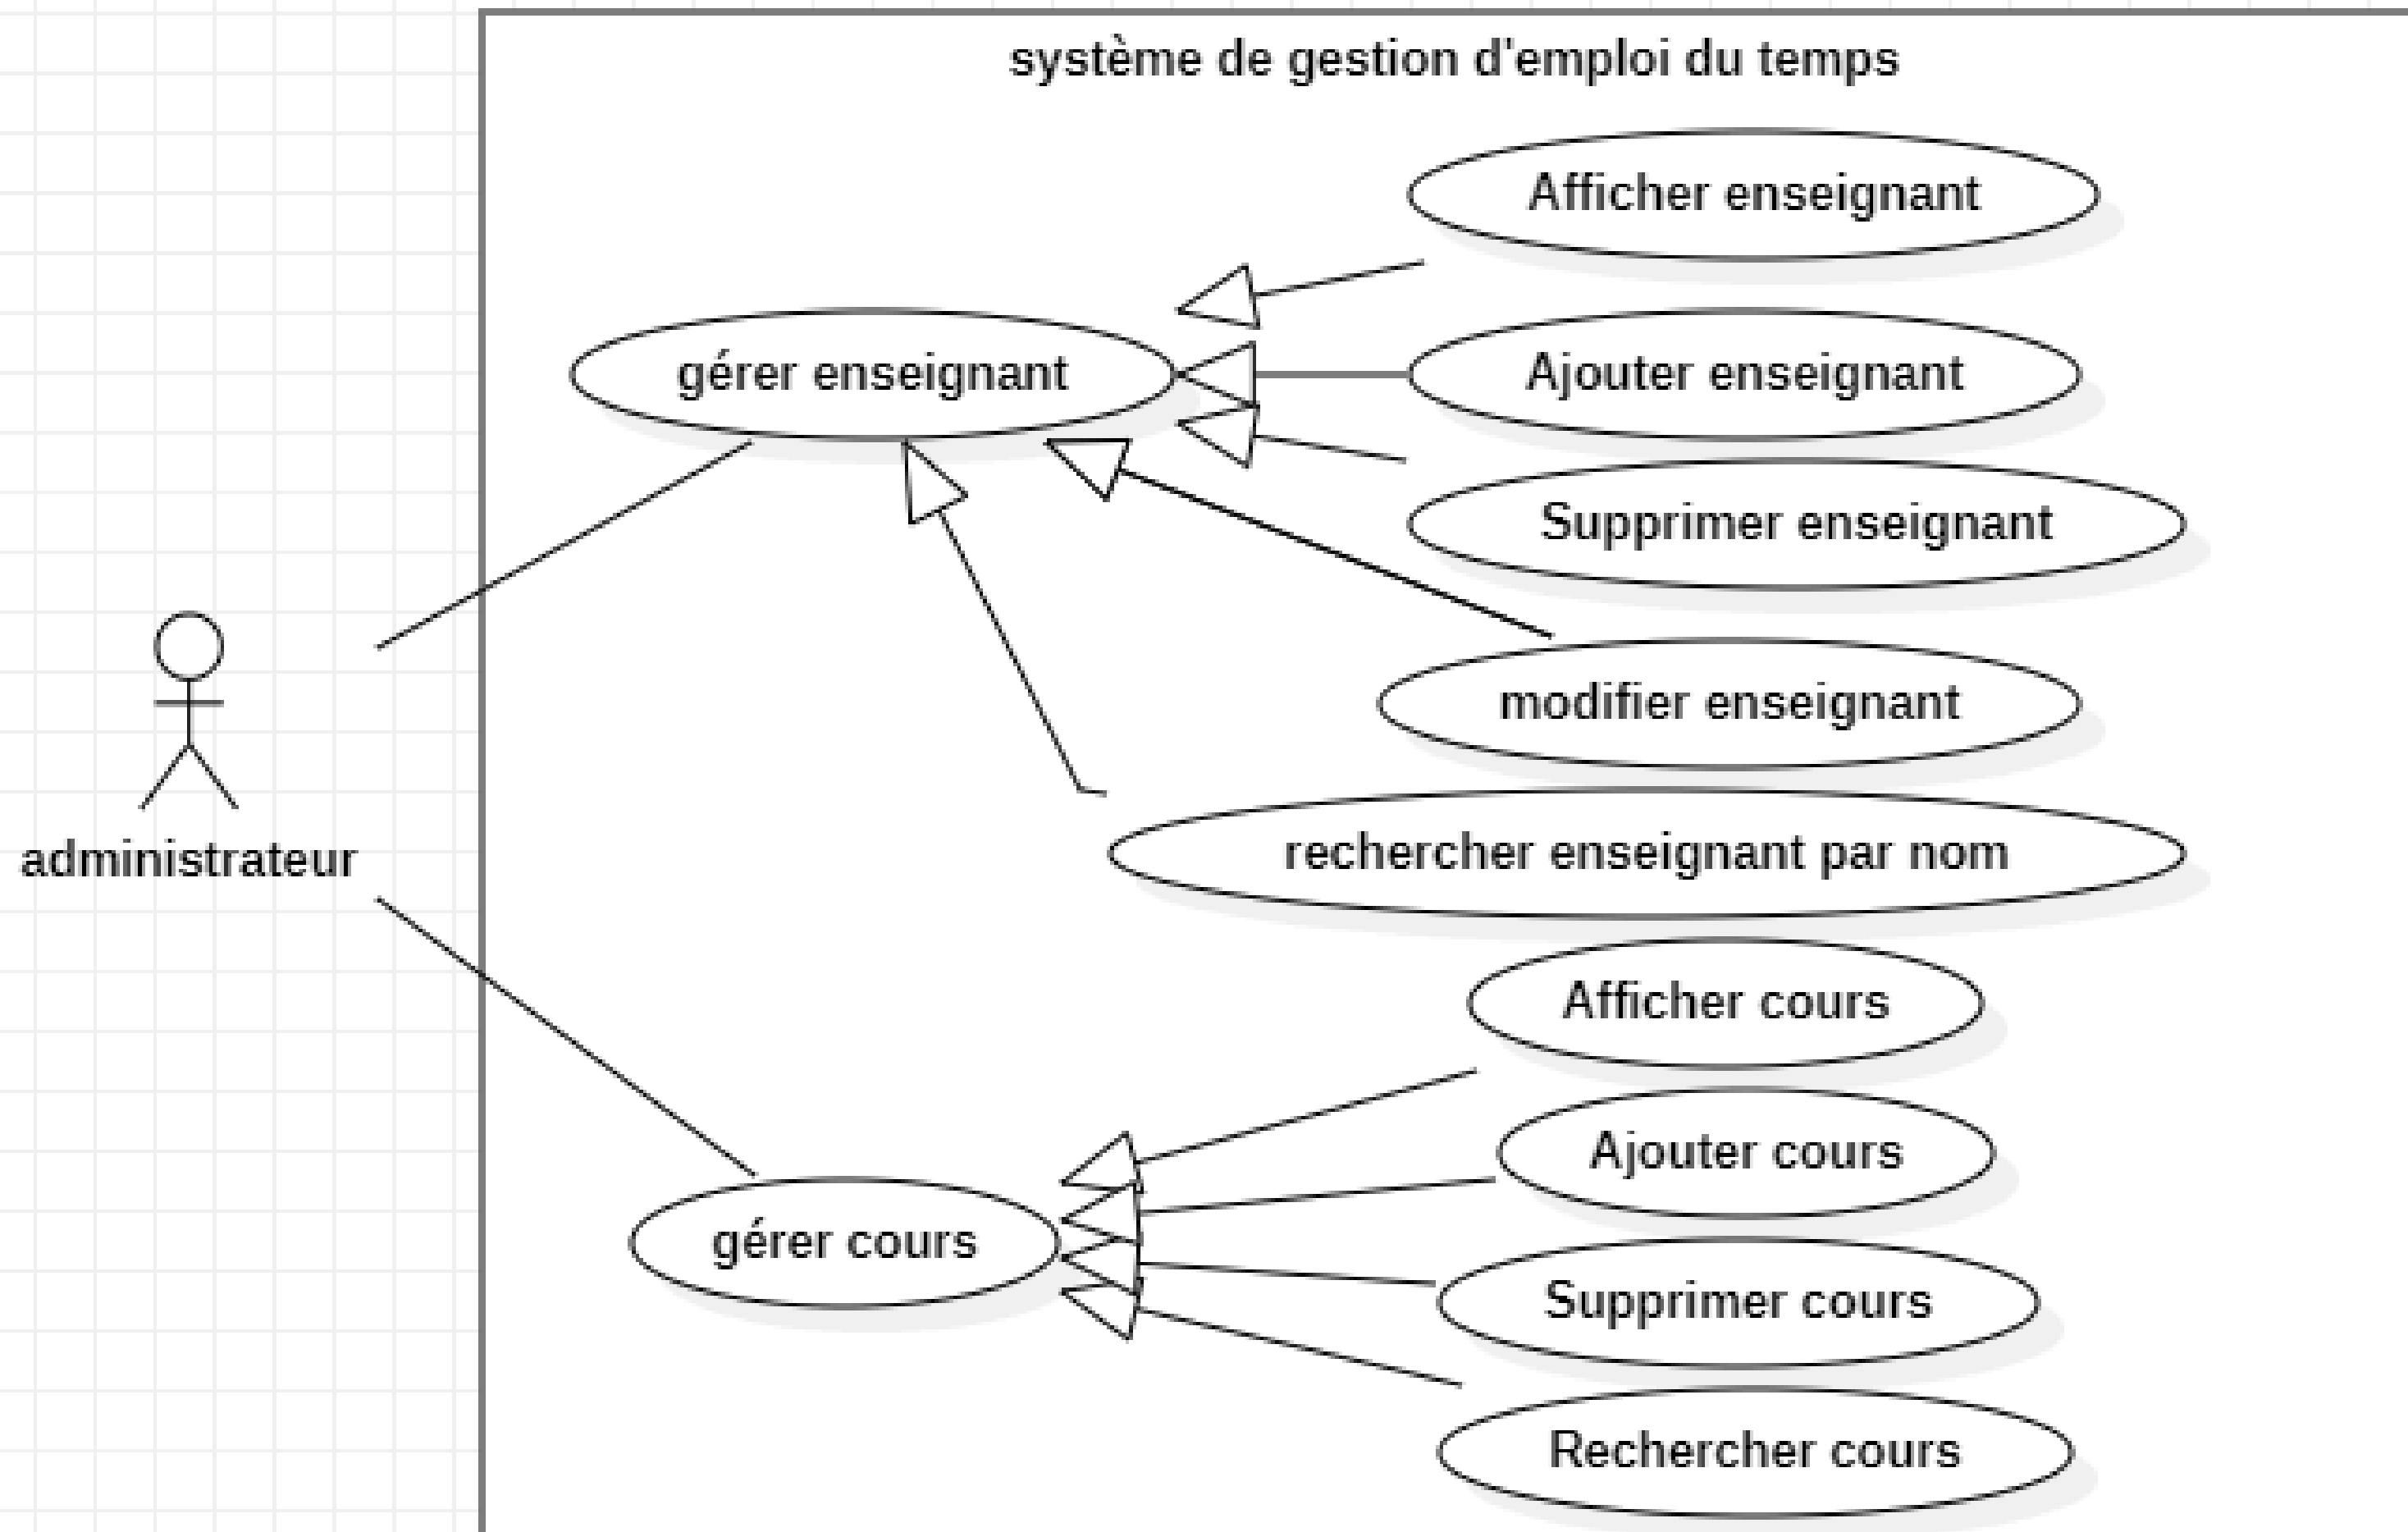 système de gestion d'emploi du temps
Afficher enseignant
gérer enseignant
Ajouter enseignant
Supprimer enseignant
modifier enseignant
rechercher enseignant par nom
administrateur
Afficher cours
Ajouter cours
gérer cours
Supprimer cours
Rechercher cours